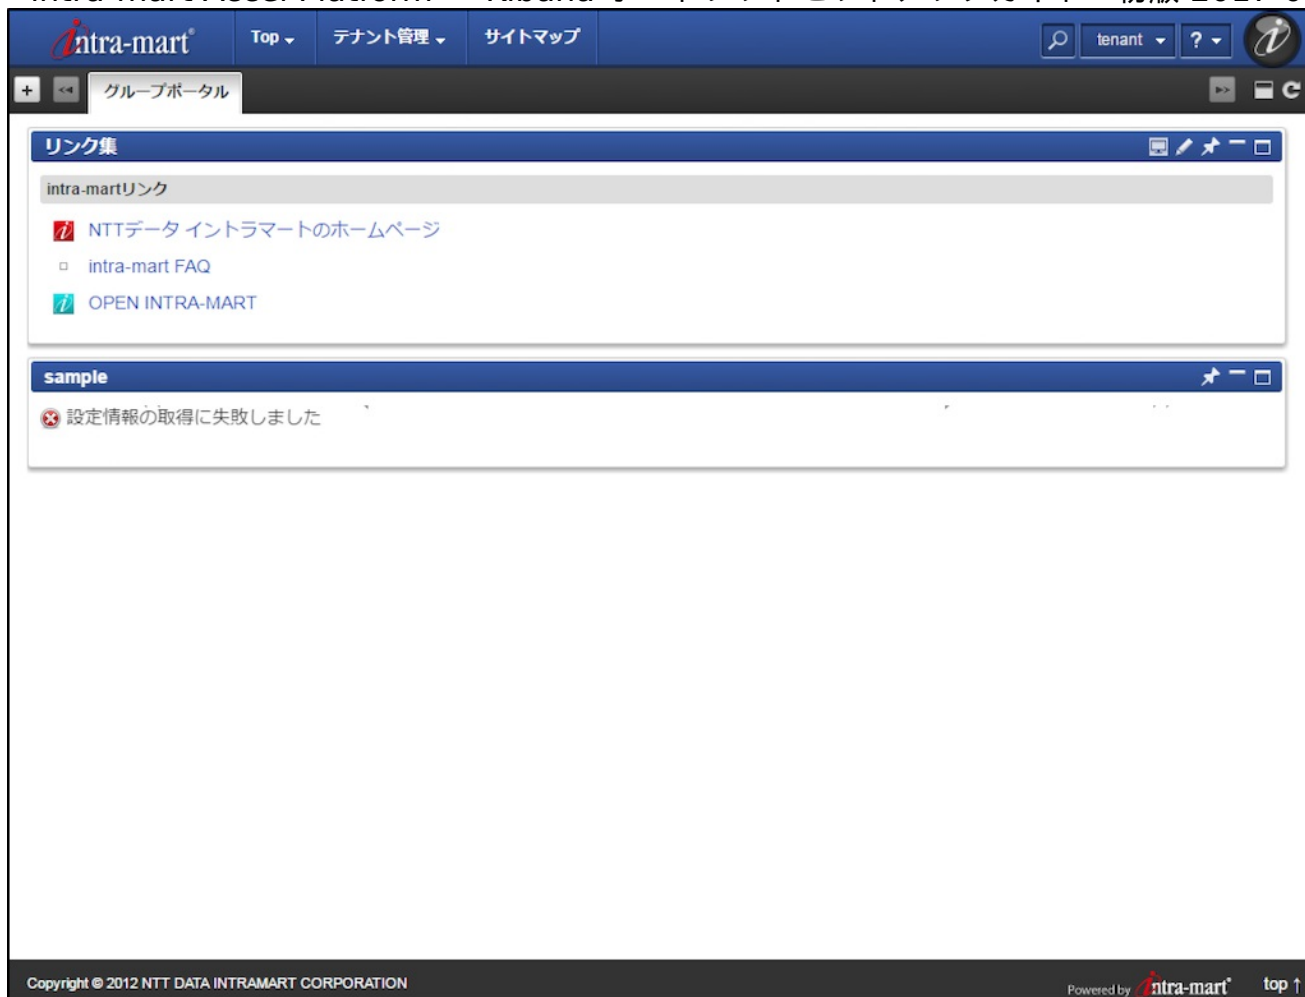 intra-mart Top テナント管理 サイトマップ tenant ?
グループポータル
リンク集
intra-martリンク
NTTデータ イントラマートのホームページ
intra-mart FAQ
OPEN INTRA-MART
sample
設定情報の取得に失敗しました
Copyright © 2012 NTT DATA INTRAMART CORPORATION
Powered by intra-mart top ↑